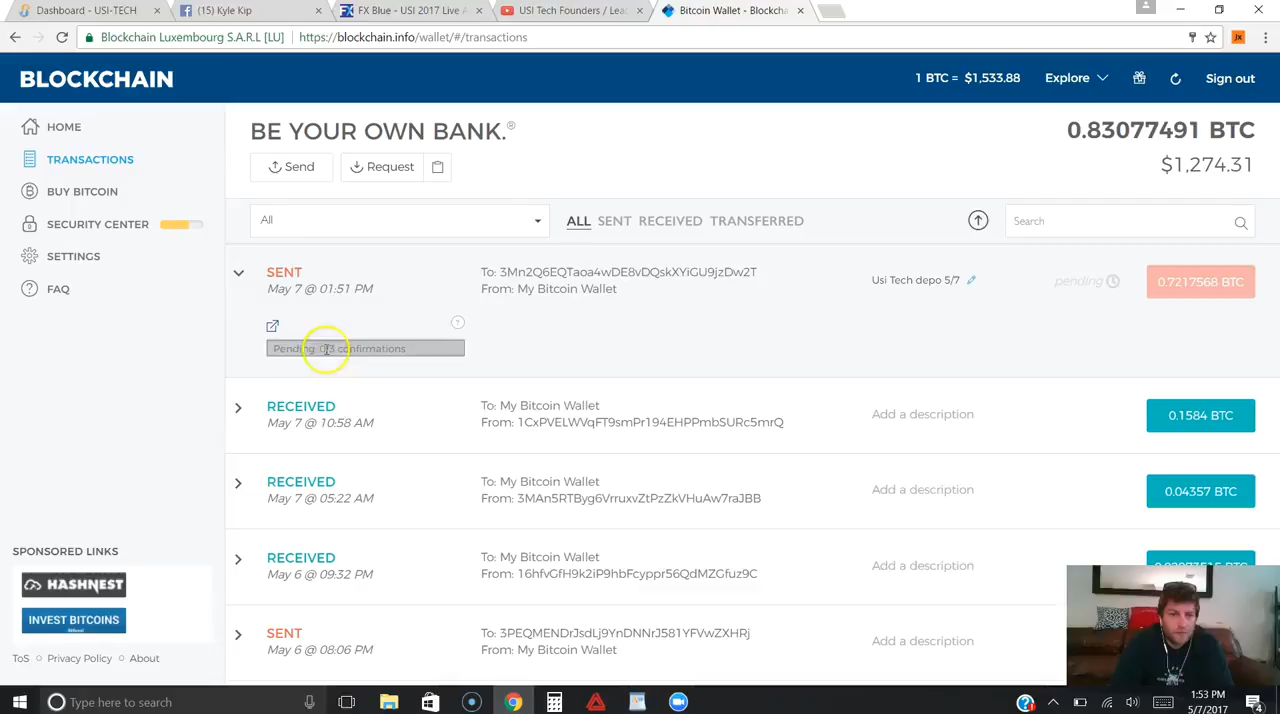 Dashboard - USI-TECH
(15) Kyle Kip
FX Blue - USI 2017 Live A
USI Tech Founders / Lea
Bitcoin Wallet - Blockcha
Blockchain Luxembourg S.A.R.L [LU]
https://blockchain.info/wallet/#/transactions
JX
BLOCKCHAIN
1 BTC = $1,533.88
Explore
Sign out
HOME
TRANSACTIONS
BUY BITCOIN
SECURITY CENTER
SETTINGS
FAQ
BE YOUR OWN BANK.®
0.83077491 BTC
$1,274.31
Send
Request
All
ALL SENT RECEIVED TRANSFERRED
Search
SENT
May 7 @ 01:51 PM
To: 3Mn2Q6EQTaoa4wDE8vDQskXYiGU9jzDw2T
From: My Bitcoin Wallet
Usi Tech depo 5/7
pending
0.7217568 BTC
?
Pending 0/3 confirmations
RECEIVED
May 7 @ 10:58 AM
To: My Bitcoin Wallet
From: 1CxPVELWVqFT9smPr194EHPPmbSURc5mrQ
Add a description
0.1584 BTC
RECEIVED
May 7 @ 05:22 AM
To: My Bitcoin Wallet
From: 3MAn5RTByg6VrruxvZtPzZkVHuAw7raJBB
Add a description
0.04357 BTC
RECEIVED
May 6 @ 09:32 PM
To: My Bitcoin Wallet
From: 16hfvGfH9k2iP9hbFcyppr56QdMZGfuz9C
Add a description
SENT
May 6 @ 08:06 PM
To: 3PEQMENDrJsdLj9YnDNNrJ581YFVwZXHRj
From: My Bitcoin Wallet
Add a description
SPONSORED LINKS
HASHNEST
INVEST BITCOINS
ToS
Privacy Policy
About
Type here to search
1:53 PM
5/7/2017
4